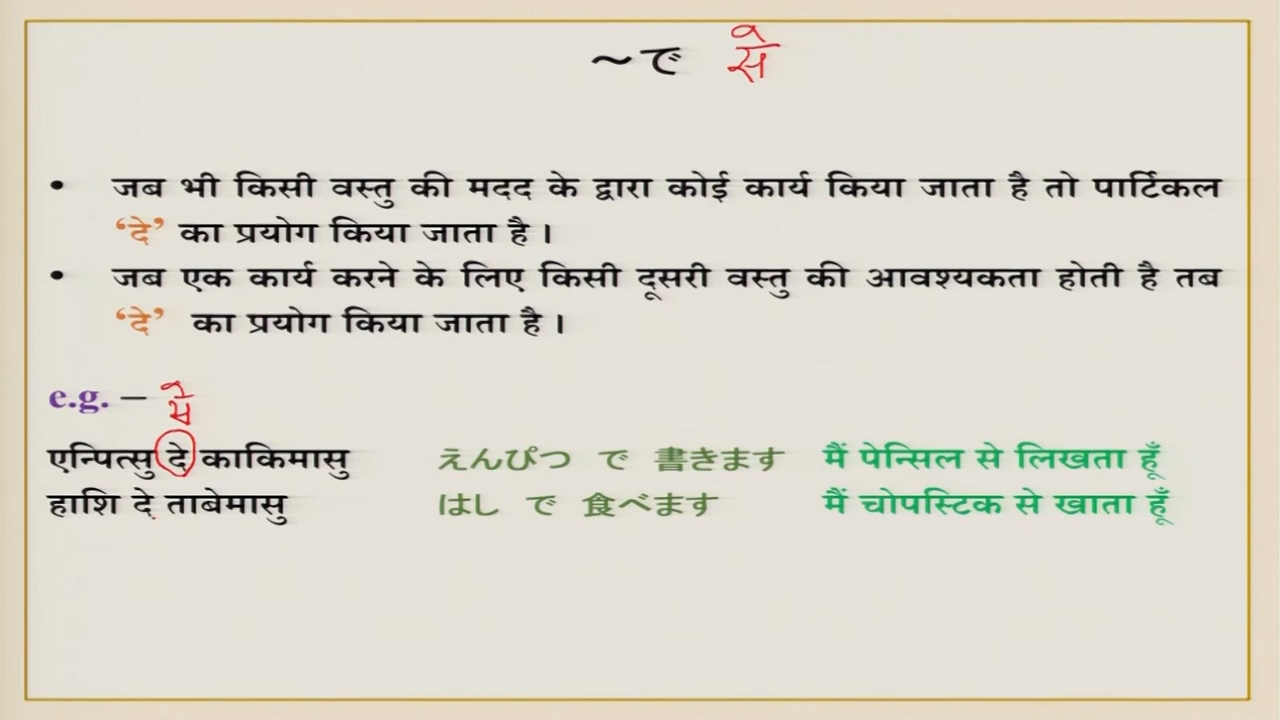 ~で से
• जब भी किसी वस्तु की मदद के द्वारा कोई कार्य किया जाता है तो पार्टिकल
‘दे’ का प्रयोग किया जाता है।
• जब एक कार्य करने के लिए किसी दूसरी वस्तु की आवश्यकता होती है तब
‘दे’ का प्रयोग किया जाता है।
e.g. – से
एन्पित्सु दे काकिमासु えんぴつ で 書きます मैं पेन्सिल से लिखता हूँ
हाशि दे ताबेमासु はし で 食べます मैं चोपस्टिक से खाता हूँ